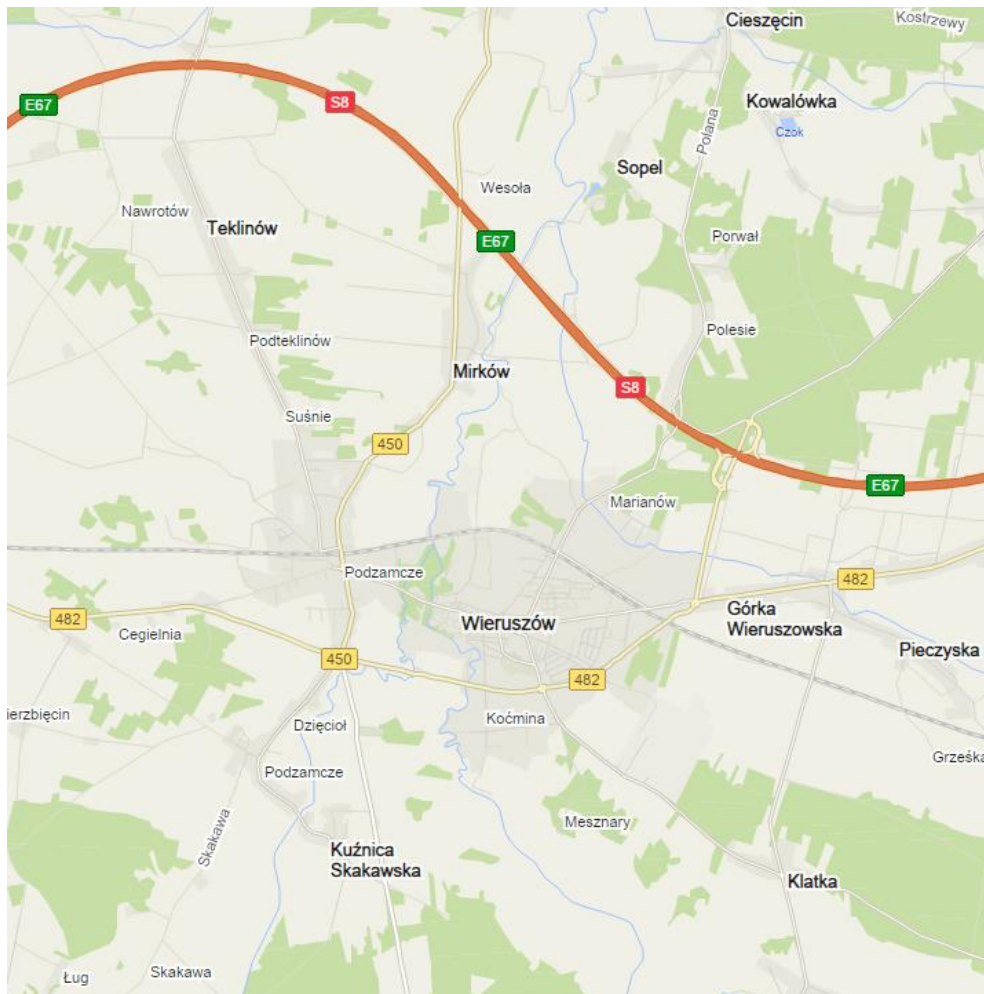 Cieszęcin
Kostrzewy
E67
S8
Kowalówka
Czok
Polana
Sopel
Wesoła
Nawrotów
Teklinów
Porwał
E67
Podteklinów
Polesie
Mirków
S8
Suśnie
450
E67
Marianów
Podzamcze
482
482
Cegielnia
Wieruszów
Górka
Wieruszowska
Pieczyska
450
482
ierzbięcin
Dzięcioł
Koćmina
Grześka
Podzamcze
Skakawa
Mesznary
Kuźnica
Skakawska
Klatka
Ług
Skakawa